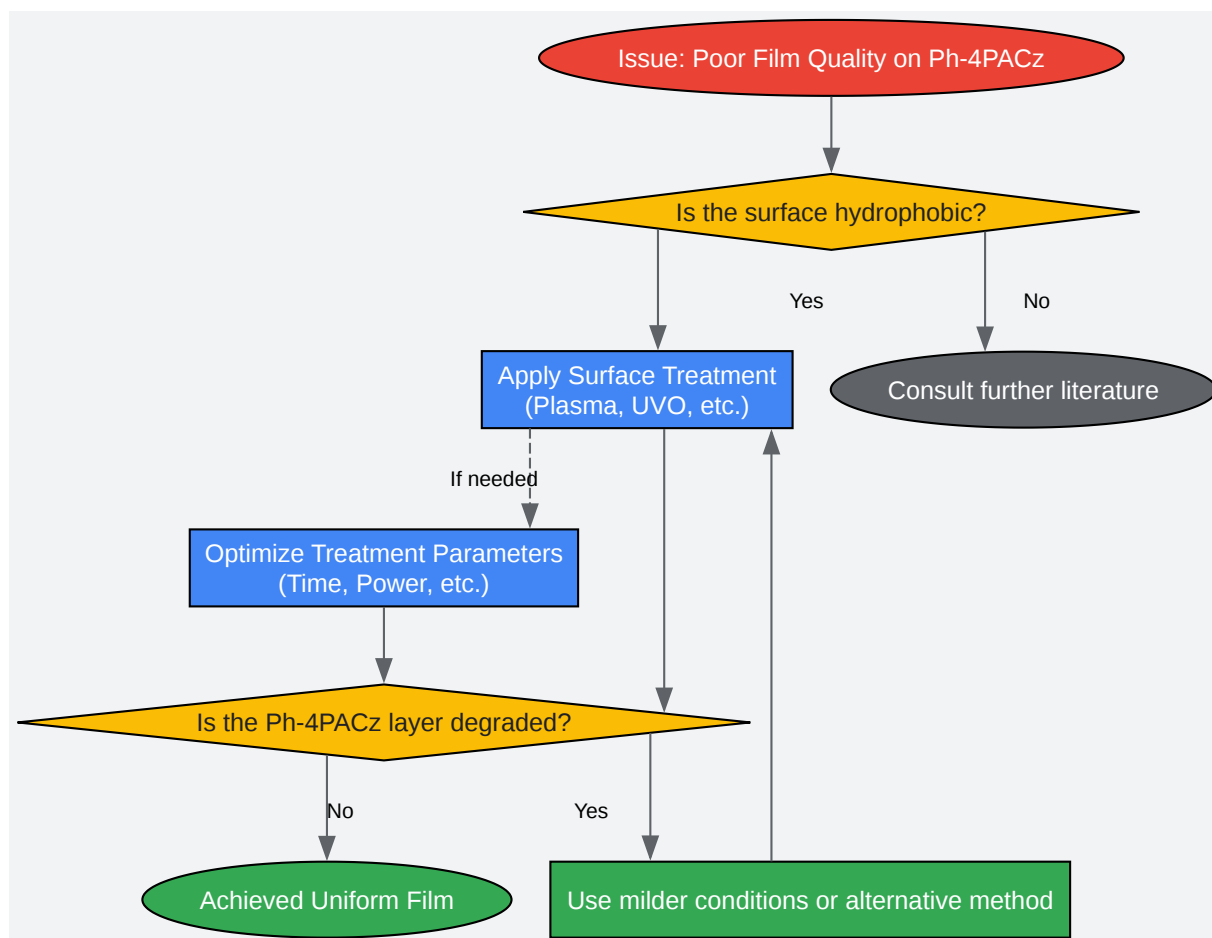 Issue: Poor Film Quality on Ph-4PACz
Is the surface hydrophobic?
Yes
No
Apply Surface Treatment
(Plasma, UVO, etc.)
Consult further literature
If needed
Optimize Treatment Parameters
(Time, Power, etc.)
Is the Ph-4PACz layer degraded?
No
Yes
Achieved Uniform Film
Use milder conditions or alternative method